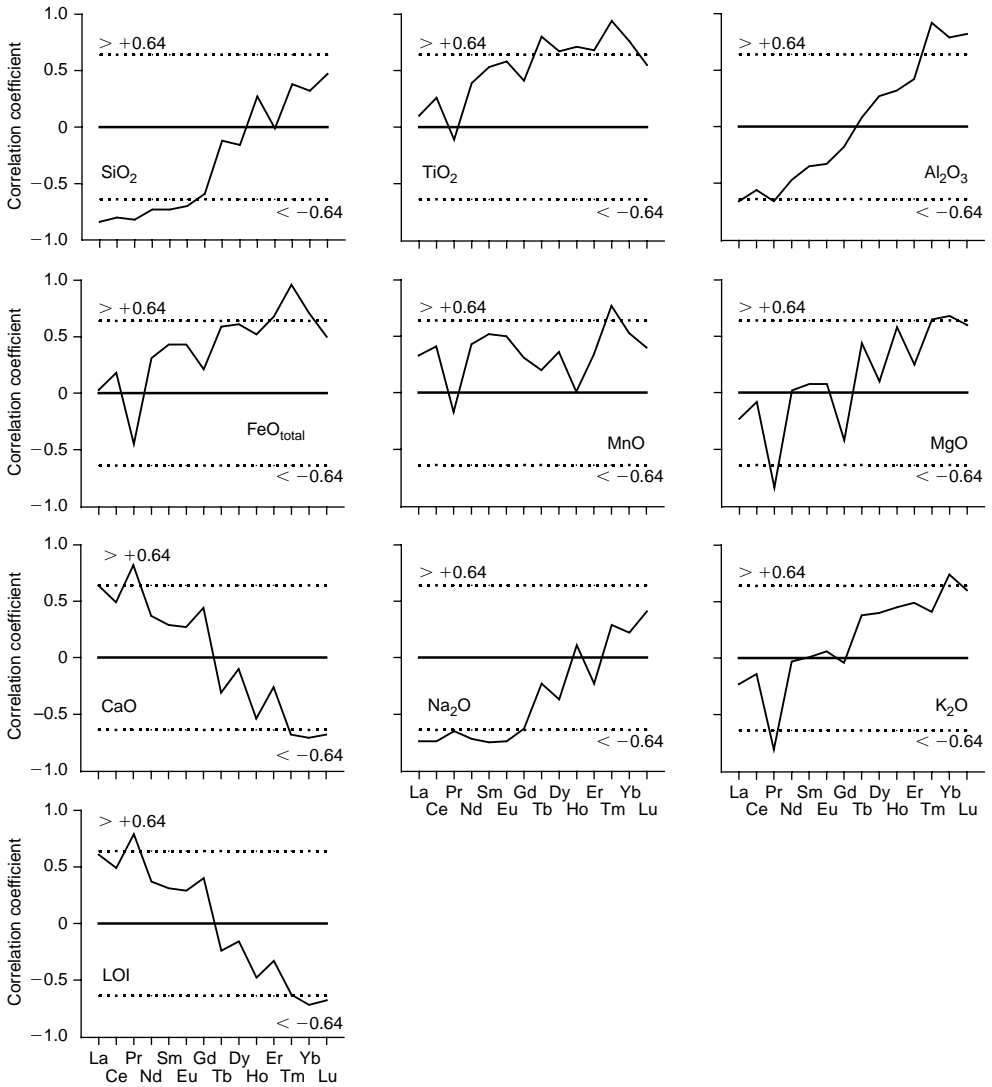 1.0
0.5
0
−0.5
−1.0
Correlation coefficient
> +0.64
SiO2
< −0.64
> +0.64
TiO2
< −0.64
> +0.64
Al2O3
< −0.64
1.0
0.5
0
−0.5
−1.0
Correlation coefficient
> +0.64
FeOtotal
< −0.64
> +0.64
MnO
< −0.64
> +0.64
MgO
< −0.64
1.0
0.5
0
−0.5
−1.0
Correlation coefficient
> +0.64
CaO
< −0.64
> +0.64
Na2O
< −0.64
La Pr Sm Gd Dy Er Yb
Ce Nd Eu Tb Ho Tm Lu
> +0.64
K2O
< −0.64
La Pr Sm Gd Dy Er Yb
Ce Nd Eu Tb Ho Tm Lu
1.0
0.5
0
−0.5
−1.0
Correlation coefficient
> +0.64
LOI
< −0.64
La Pr Sm Gd Dy Er Yb
Ce Nd Eu Tb Ho Tm Lu